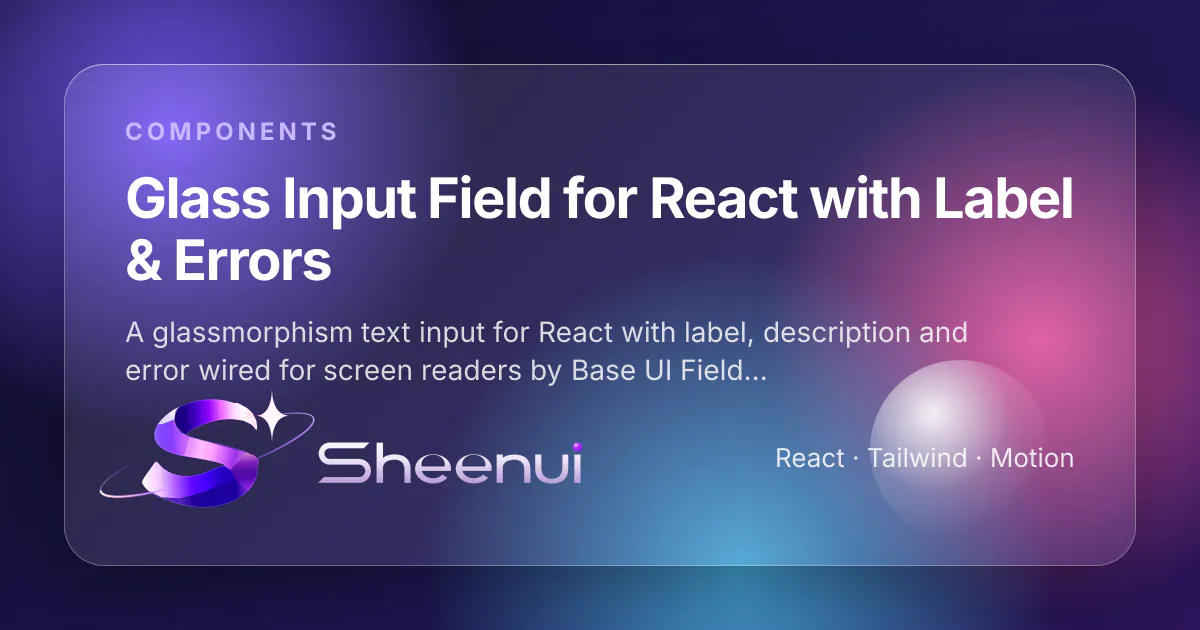 COMPONENTS
Glass Input Field for React with Label
& Errors
A glassmorphism text input for React with label, description and
error wired for screen readers by Base UI Field...
Sheenui
React · Tailwind · Motion